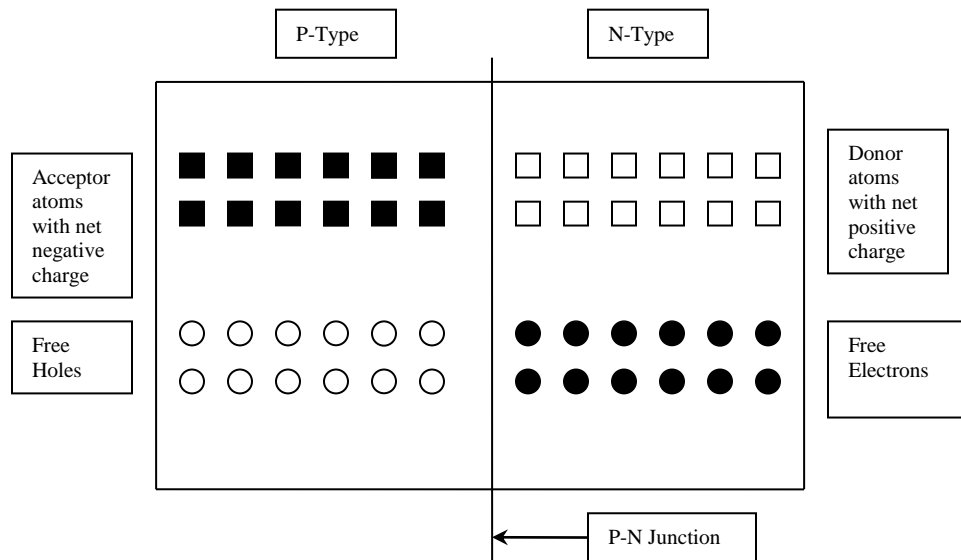 P-Type
N-Type
Acceptor
atoms
with net
negative
charge
Donor
atoms
with net
positive
charge
Free
Holes
Free
Electrons
P-N Junction